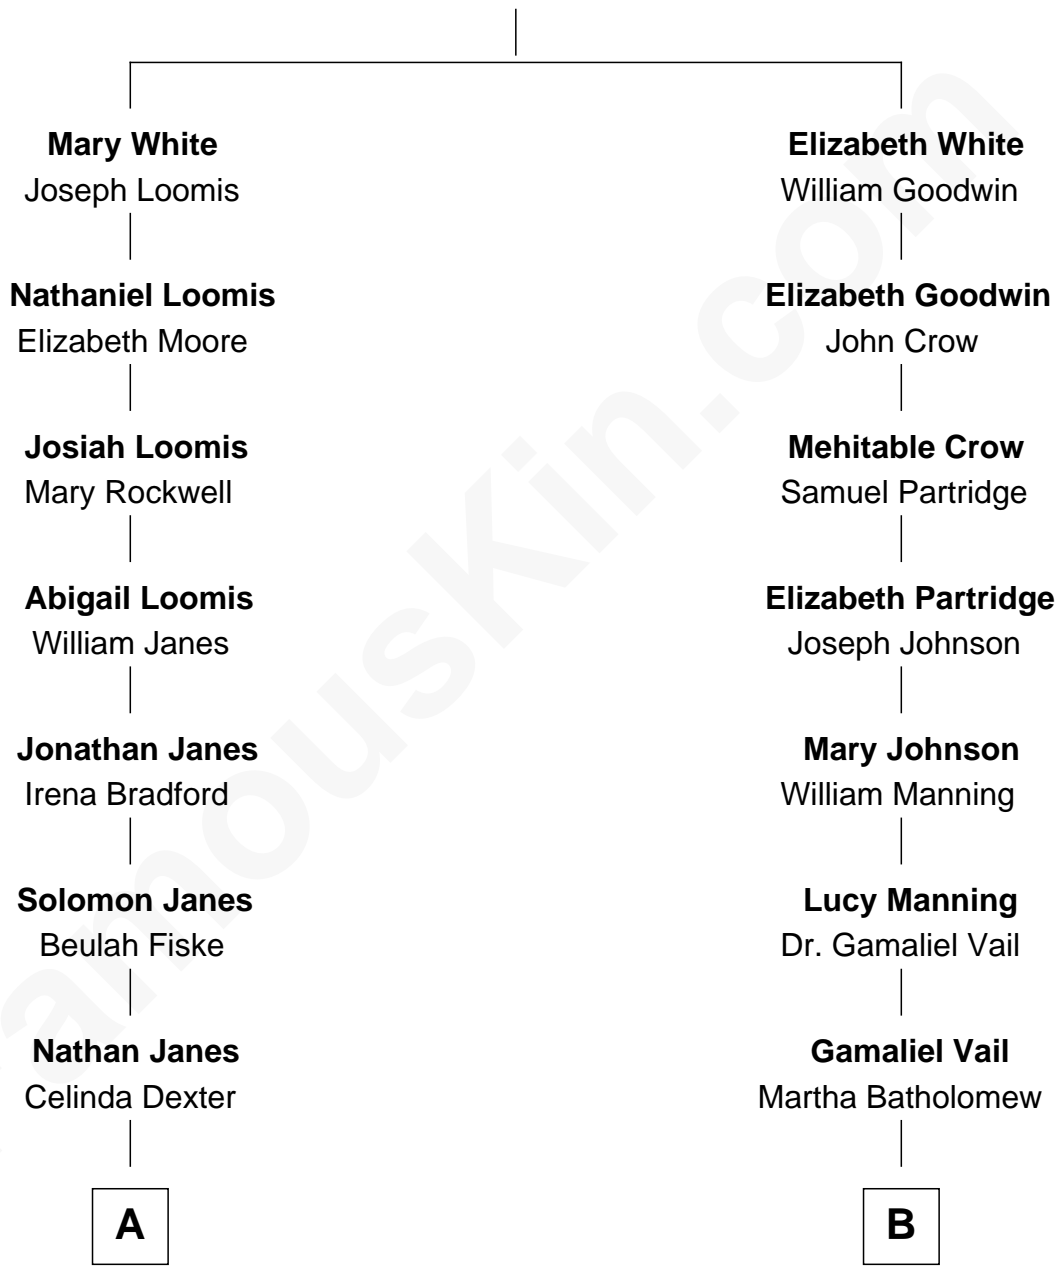 Mary White
Joseph Loomis
Nathaniel Loomis
Elizabeth Moore
Josiah Loomis
Mary Rockwell
Abigail Loomis
William Janes
Jonathan Janes
Irena Bradford
Solomon Janes
Beulah Fiske
Nathan Janes
Celinda Dexter
A
Elizabeth White
William Goodwin
Elizabeth Goodwin
John Crow
Mehitable Crow
Samuel Partridge
Elizabeth Partridge
Joseph Johnson
Mary Johnson
William Manning
Lucy Manning
Dr. Gamaliel Vail
Gamaliel Vail
Martha Batholomew
B
FamousKin.com